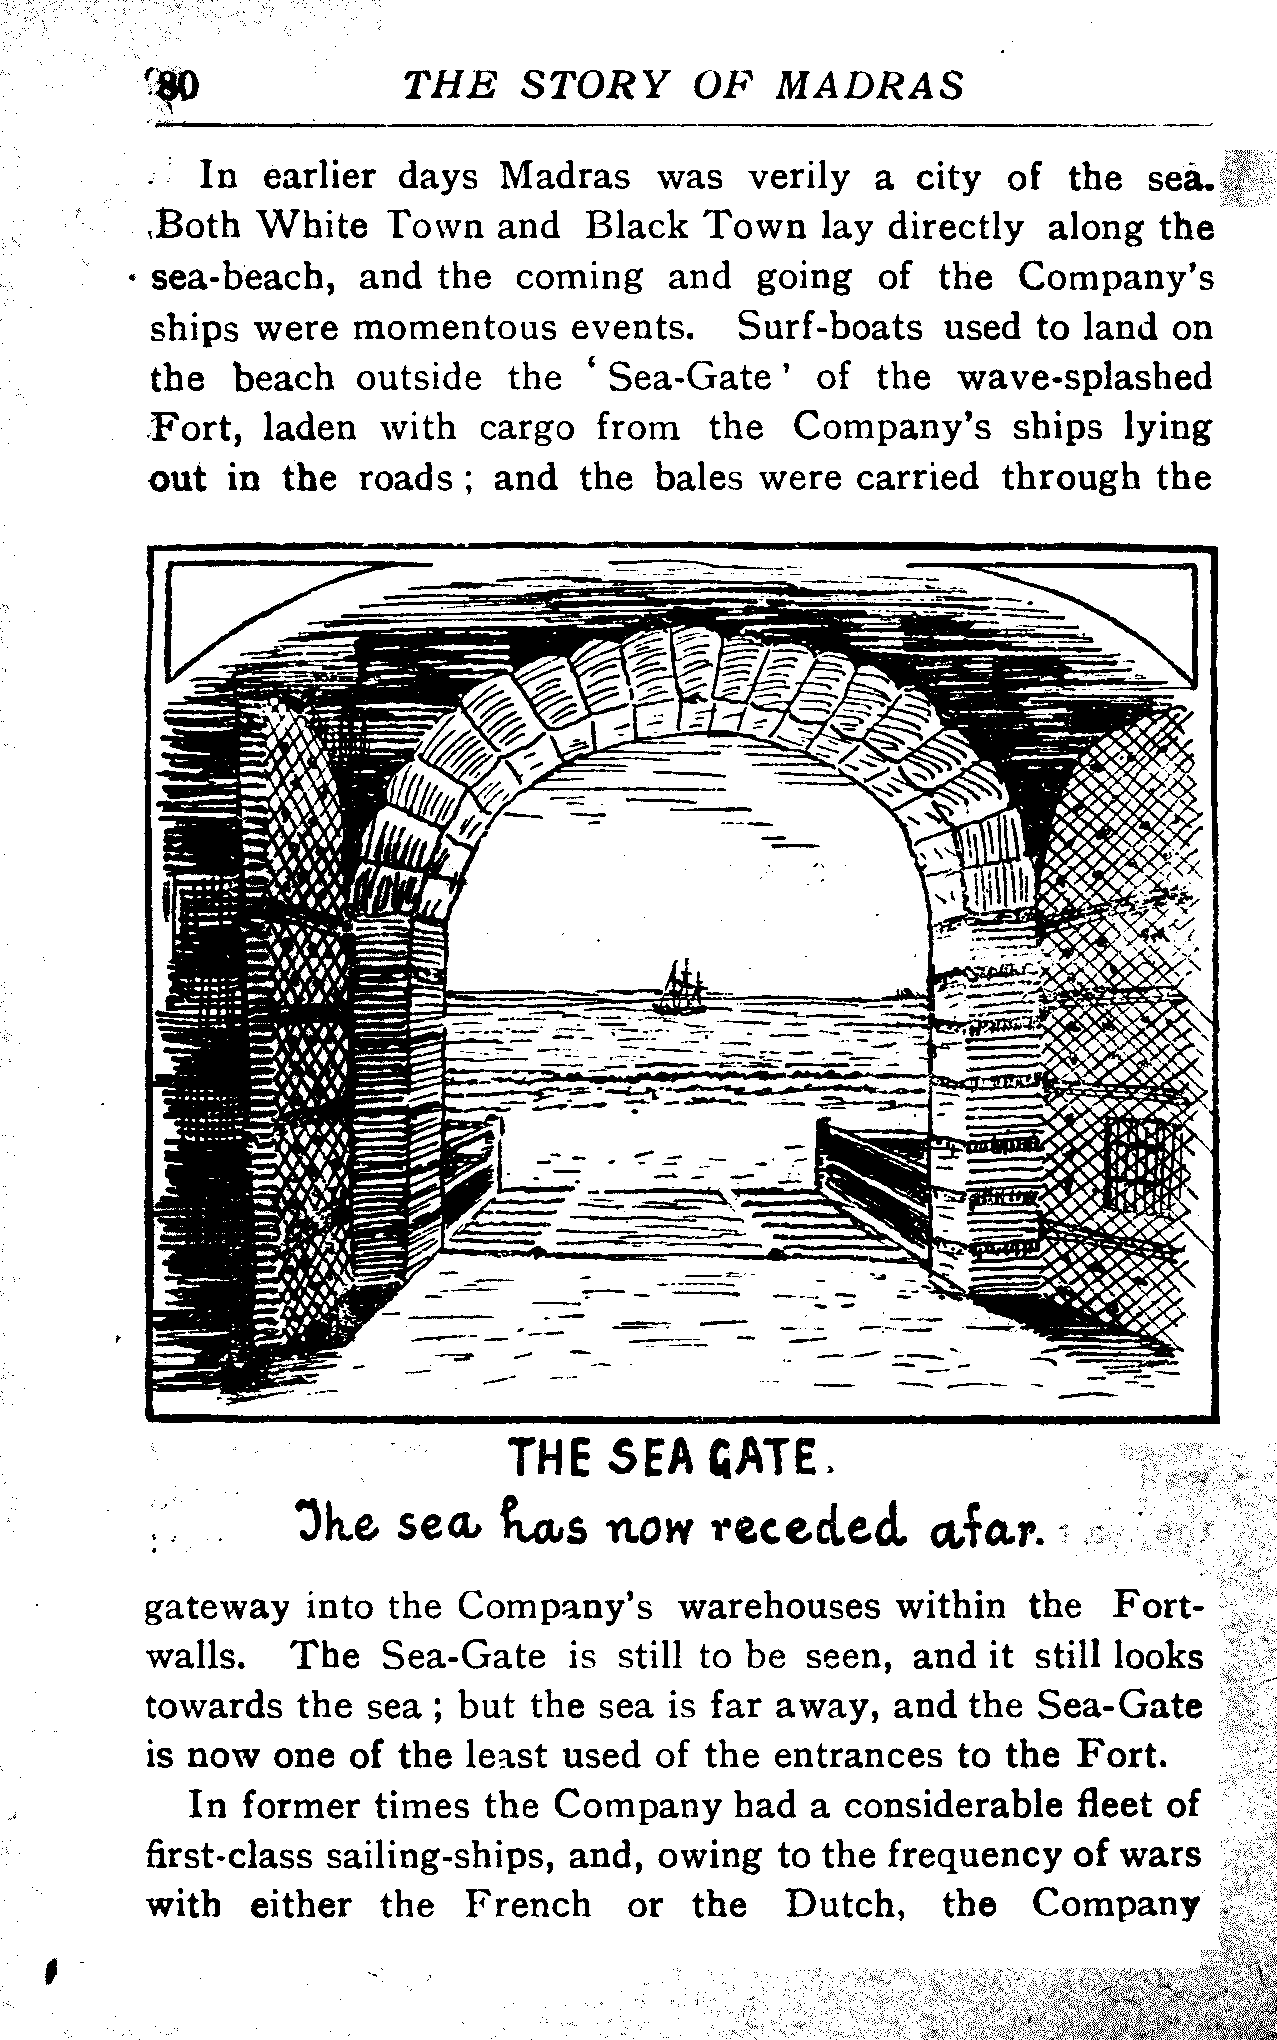 80 THE STORY OF MADRAS
In earlier days Madras was verily a city of the sea.
Both White Town and Black Town lay directly along the
sea-beach, and the coming and going of the Company's
ships were momentous events. Surf-boats used to land on
the beach outside the ‘Sea-Gate’ of the wave-splashed
Fort, laden with cargo from the Company's ships lying
out in the roads; and the bales were carried through the
THE SEA GATE.
The sea has now receded afar.
gateway into the Company's warehouses within the Fort-
walls. The Sea-Gate is still to be seen, and it still looks
towards the sea; but the sea is far away, and the Sea-Gate
is now one of the least used of the entrances to the Fort.
In former times the Company had a considerable fleet of
first-class sailing-ships, and, owing to the frequency of wars
with either the French or the Dutch, the Company